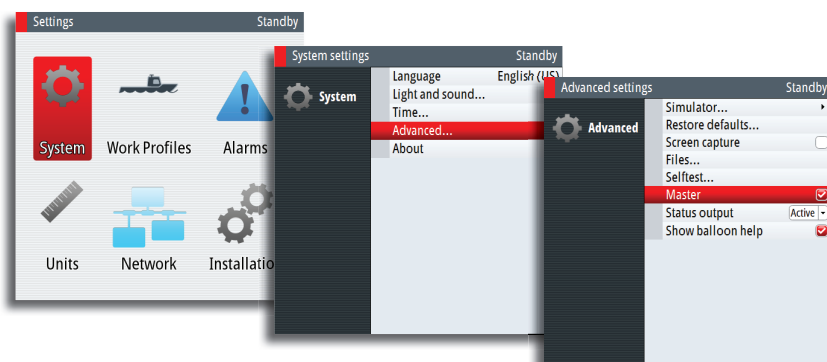 Settings Standby
System Work Profiles Alarms
Units Network Installatio
System settings Standby
System
Language English (US)
Light and sound...
Time...
Advanced...
About
Advanced settings Standby
Advanced
Simulator...
Restore defaults...
Screen capture
Files...
Selftest...
Master
Status output Active
Show balloon help